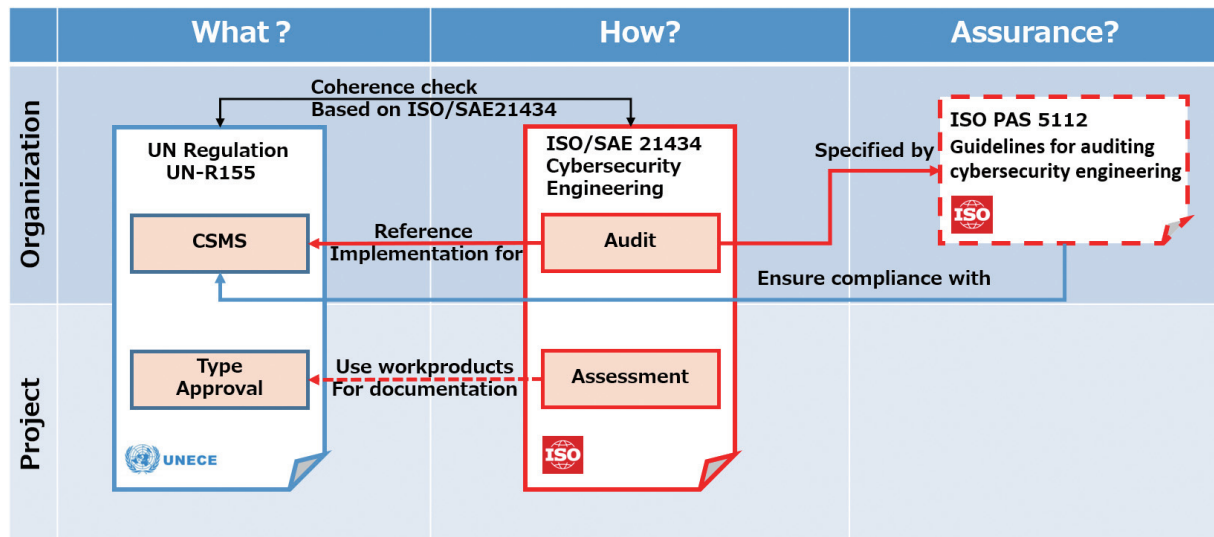 What?
How?
Assurance?
Organization
Coherence check
Based on ISO/SAE21434
UN Regulation
UN-R155
CSMS
Reference
Implementation for
ISO/SAE 21434
Cybersecurity
Engineering
Audit
Specified by
ISO PAS 5112
Guidelines for auditing
cybersecurity engineering
ISO
Ensure compliance with
Project
Type
Approval
Use workproducts
For documentation
Assessment
UNECE
ISO